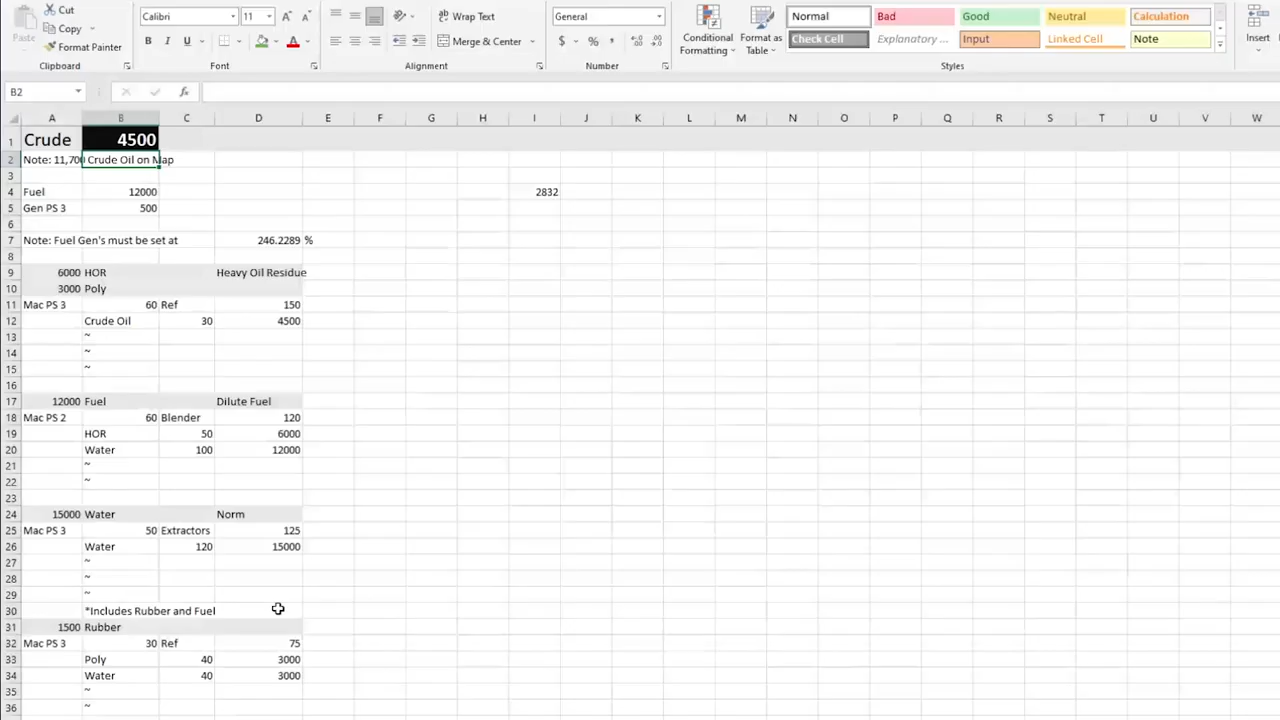 Cut
Copy
Paste
Format Painter
Clipboard
Calibri 11
B I U
Font
Wrap Text
Merge & Center
Alignment
General
$ % ,
Number
Conditional Formatting
Format as Table
Normal Bad Good Neutral Calculation
Check Cell Explanatory ... Input Linked Cell Note
Styles
Insert
B2 fx
A B C D E F G H I J K L M N O P Q R S T U V W
1 Crude 4500
2 Note: 11,700 Crude Oil on Map
3
4 Fuel 12000 2832
5 Gen PS 3 500
6
7 Note: Fuel Gen's must be set at 246.2289 %
8
9 6000 HOR Heavy Oil Residue
10 3000 Poly
11 Mac PS 3 60 Ref 150
12 Crude Oil 30 4500
13 ~
14 ~
15 ~
16
17 12000 Fuel Dilute Fuel
18 Mac PS 2 60 Blender 120
19 HOR 50 6000
20 Water 100 12000
21 ~
22 ~
23
24 15000 Water Norm
25 Mac PS 3 50 Extractors 125
26 Water 120 15000
27 ~
28 ~
29 ~
30 *Includes Rubber and Fuel
31 1500 Rubber
32 Mac PS 3 30 Ref 75
33 Poly 40 3000
34 Water 40 3000
35 ~
36 ~